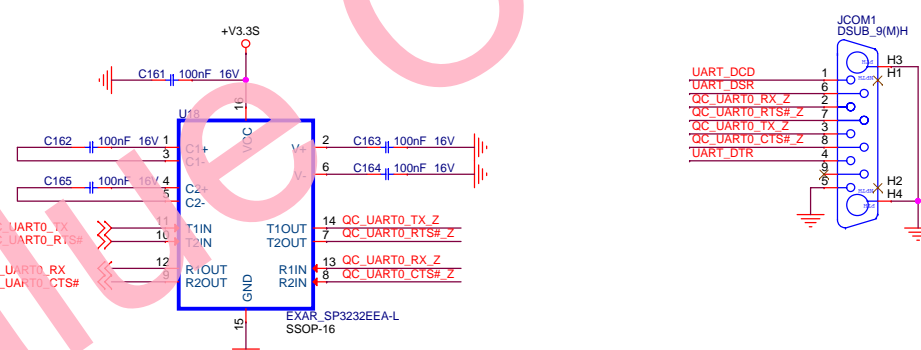 JCOM1
DSUB_9(M)H
+V3.3S
C161 100nF 16V
16
U18
VCC
C162 100nF 16V 1 C1+
3 C1-
V+ 2 C163 100nF 16V
V- 6 C164 100nF 16V
C165 100nF 16V 4 C2+
5 C2-
11 T1IN
T1OUT 14 QC_UART0_TX_Z
C_UART0_RTS# 10 T2IN
T2OUT 7 QC_UART0_RTS#_Z
_UART0_RX 12 R1OUT
R1IN 13 QC_UART0_RX_Z
_UART0_CTS# 9 R2OUT
R2IN 8 QC_UART0_CTS#_Z
GND
15
EXAR_SP3232EEA-L
SSOP-16
UART_DCD 1
UART_DSR 6
QC_UART0_RX_Z 2
QC_UART0_RTS#_Z 7
QC_UART0_TX_Z 3
QC_UART0_CTS#_Z 8
UART_DTR 4
9
5
H3
H1
H2
H4